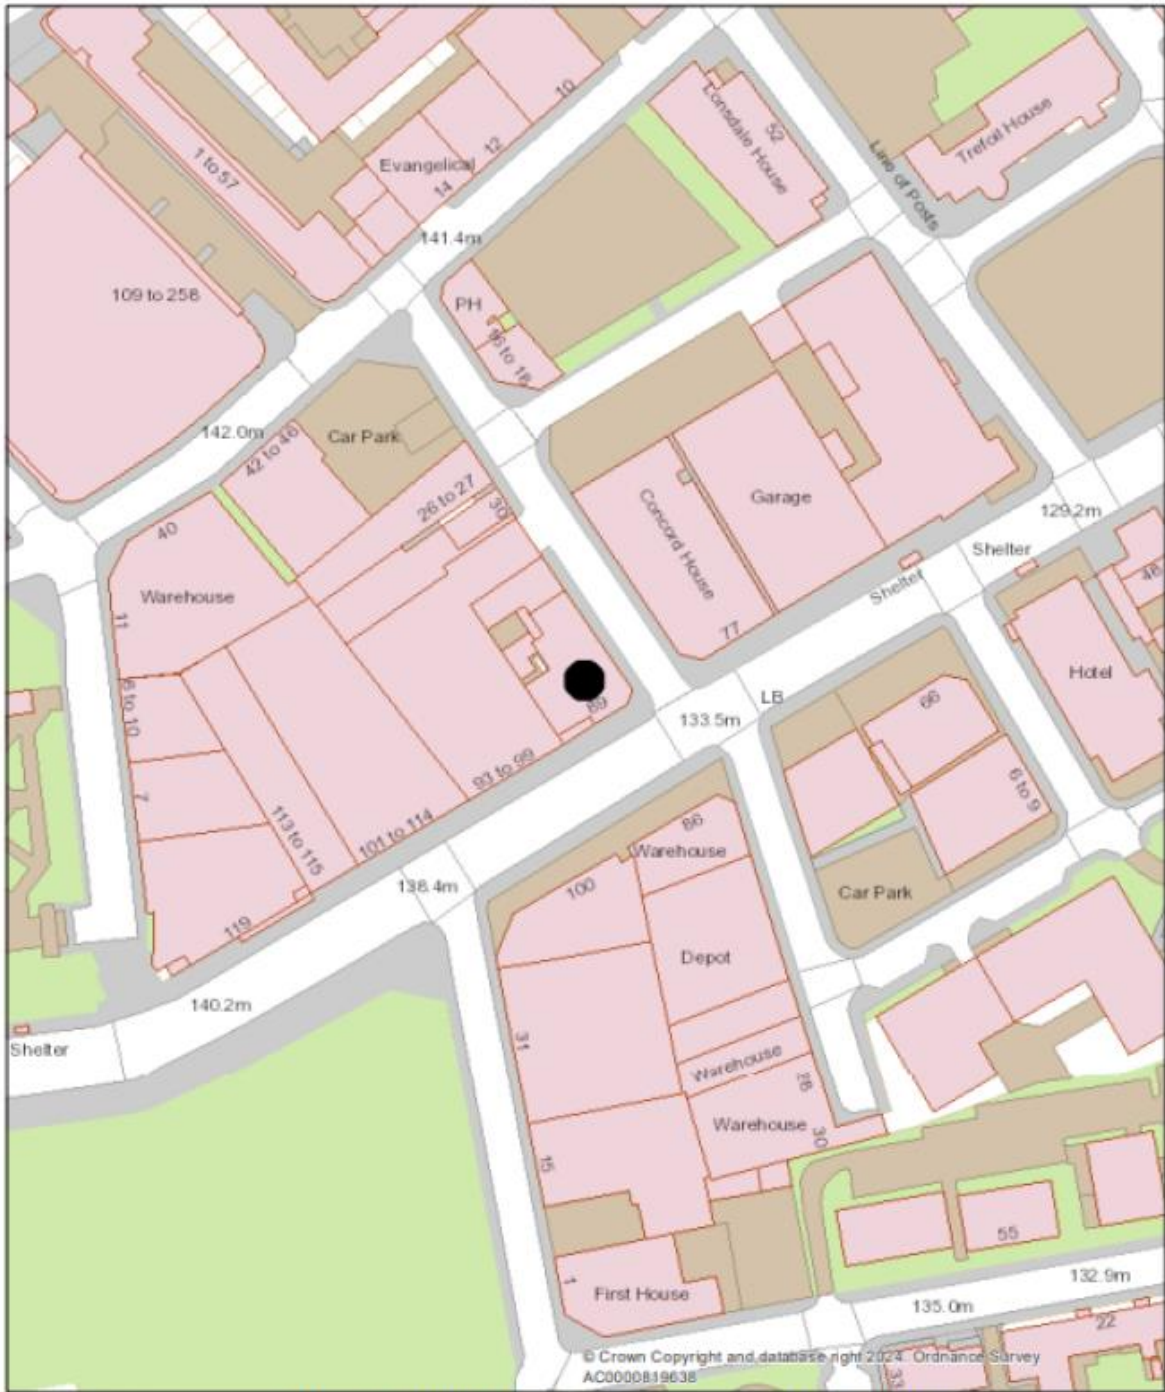 10
Lonsdale House
52
Trefoil House
12
Evangelical
14
1 to 57
Line of Posts
141.4m
109 to 258
PH
16 to 18
142.0m
42 to 46
Car Park
26 to 27
30
Concord House
Garage
129.2m
40
Shelter
Shelter
48
Warehouse
11
77
Hotel
8 to 10
89
LB
66
133.5m
93 to 99
6 to 9
7
113 to 115
101 to 114
86
Warehouse
138.4m
100
Car Park
119
Depot
140.2m
31
Shelter
Warehouse
28
Warehouse
30
15
55
132.9m
1
First House
135.0m
22
© Crown Copyright and database right 2024. Ordnance Survey
AC0000819638
33